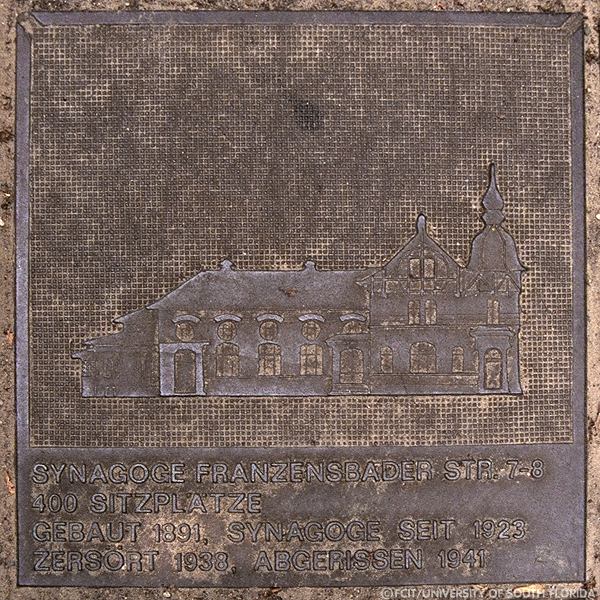 SYNAGOGE FRANZENSBADER STR. 7-8
400 SITZPLÄTZE
GEBAUT 1891, SYNAGOGE SEIT 1923
ZERSÖRT 1938, ABGERISSEN 1941
©FCIT/UNIVERSITY OF SOUTH FLORIDA